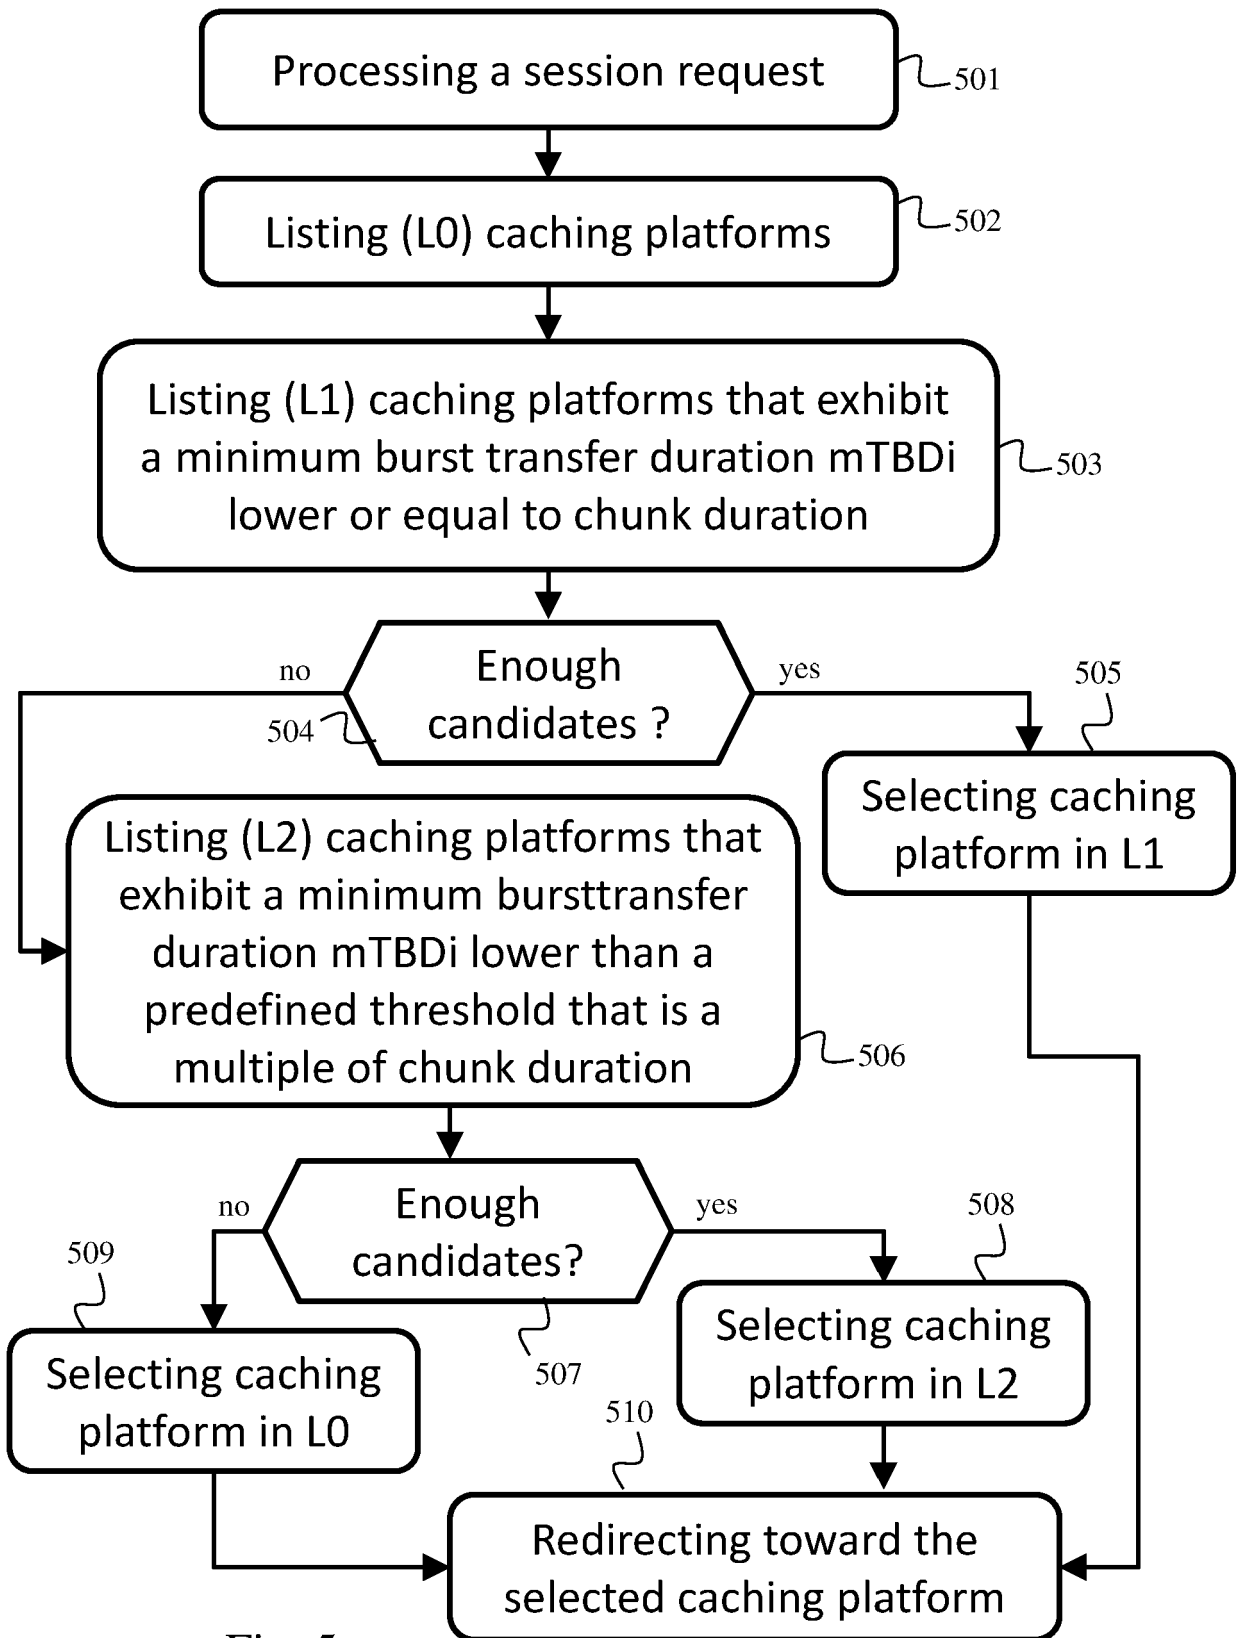 Processing a session request
501
Listing (L0) caching platforms
502
Listing (L1) caching platforms that exhibit
a minimum burst transfer duration mTBDi
lower or equal to chunk duration
503
Enough
candidates ?
no
yes
504
505
Selecting caching
platform in L1
Listing (L2) caching platforms that
exhibit a minimum bursttransfer
duration mTBDi lower than a
predefined threshold that is a
multiple of chunk duration
506
Enough
candidates?
no
yes
507
508
509
Selecting caching
platform in L2
Selecting caching
platform in L0
510
Redirecting toward the
selected caching platform